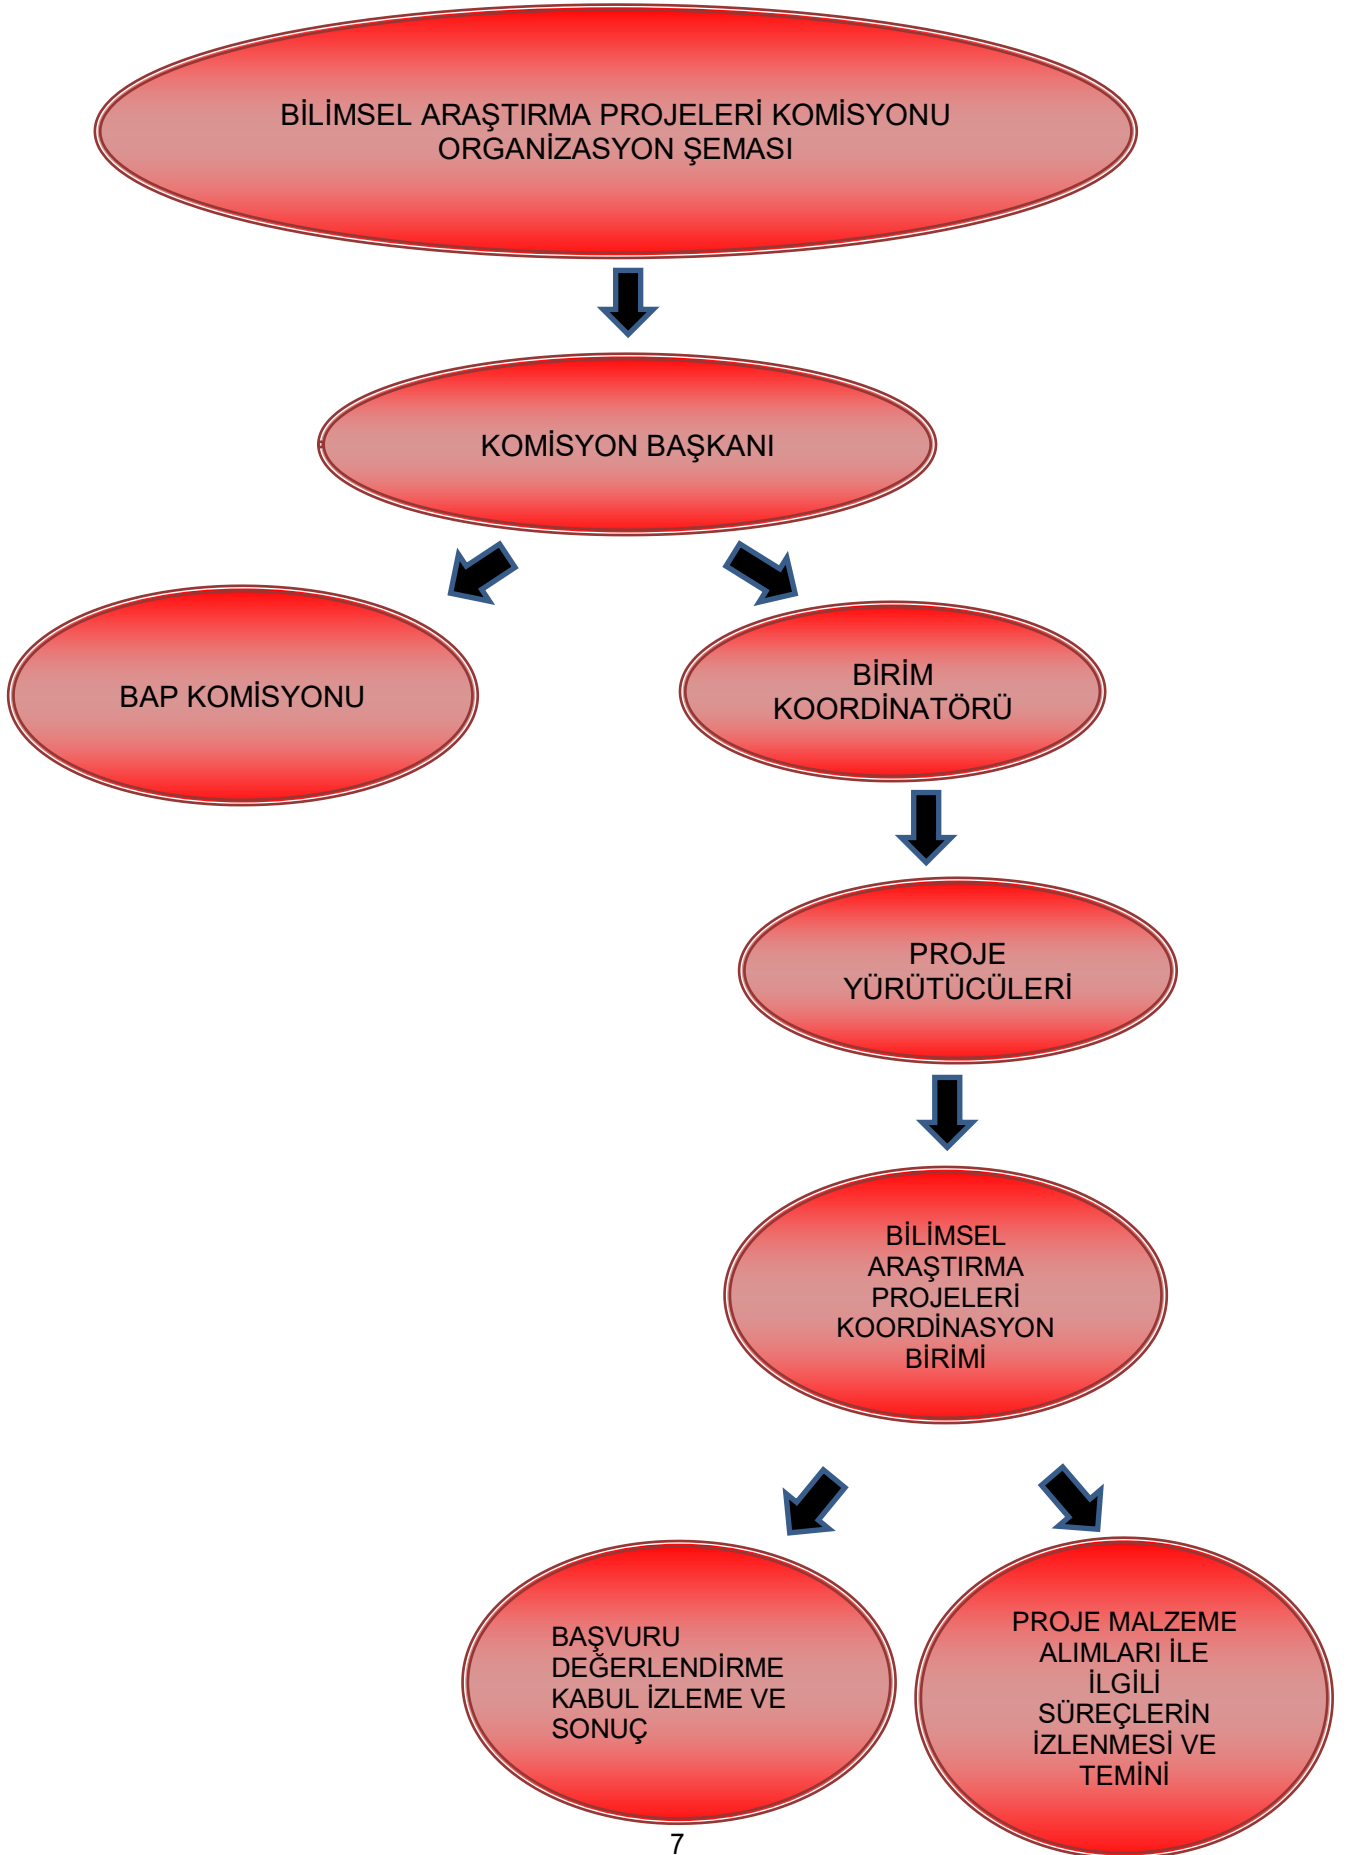 BİLİMSEL ARAŞTIRMA PROJELERİ KOMİSYONU
ORGANİZASYON ŞEMASI
KOMİSYON BAŞKANI
BAP KOMİSYONU
BİRİM
KOORDİNATÖRÜ
PROJE
YÜRÜTÜCÜLERİ
BİLİMSEL
ARAŞTIRMA
PROJELERİ
KOORDİNASYON
BİRİMİ
BAŞVURU
DEĞERLENDİRME
KABUL İZLEME VE
SONUÇ
PROJE MALZEME
ALIMLARI İLE
İLGİLİ
SÜREÇLERİN
İZLENMESİ VE
TEMİNİ
7